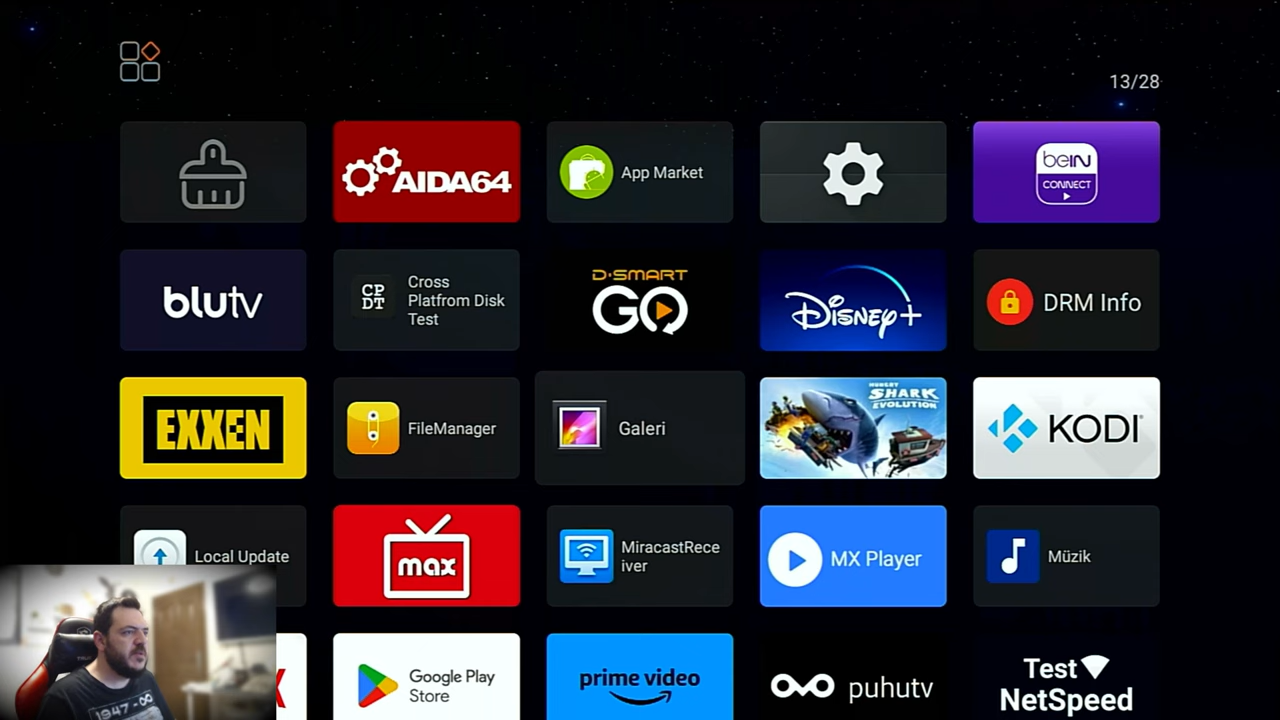 13/28
AIDA64
App Market
beIN
CONNECT
blutv
CP
DT
Cross
Platfrom Disk
Test
D·SMART
GO
Disney+
DRM Info
EXXEN
FileManager
Galeri
HUNGRY
SHARK
EVOLUTION
KODI
Local Update
max
MiracastRece
iver
MX Player
Müzik
X
Google Play
Store
prime video
puhutv
Test
NetSpeed
1947